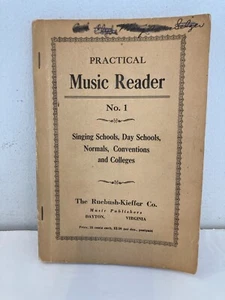 College
PRACTICAL
Music Reader
No. 1
Singing Schools, Day Schools,
Normals, Conventions
and Colleges
The Ruebush-Kieffer Co.
Music Publishers
DAYTON, VIRGINIA